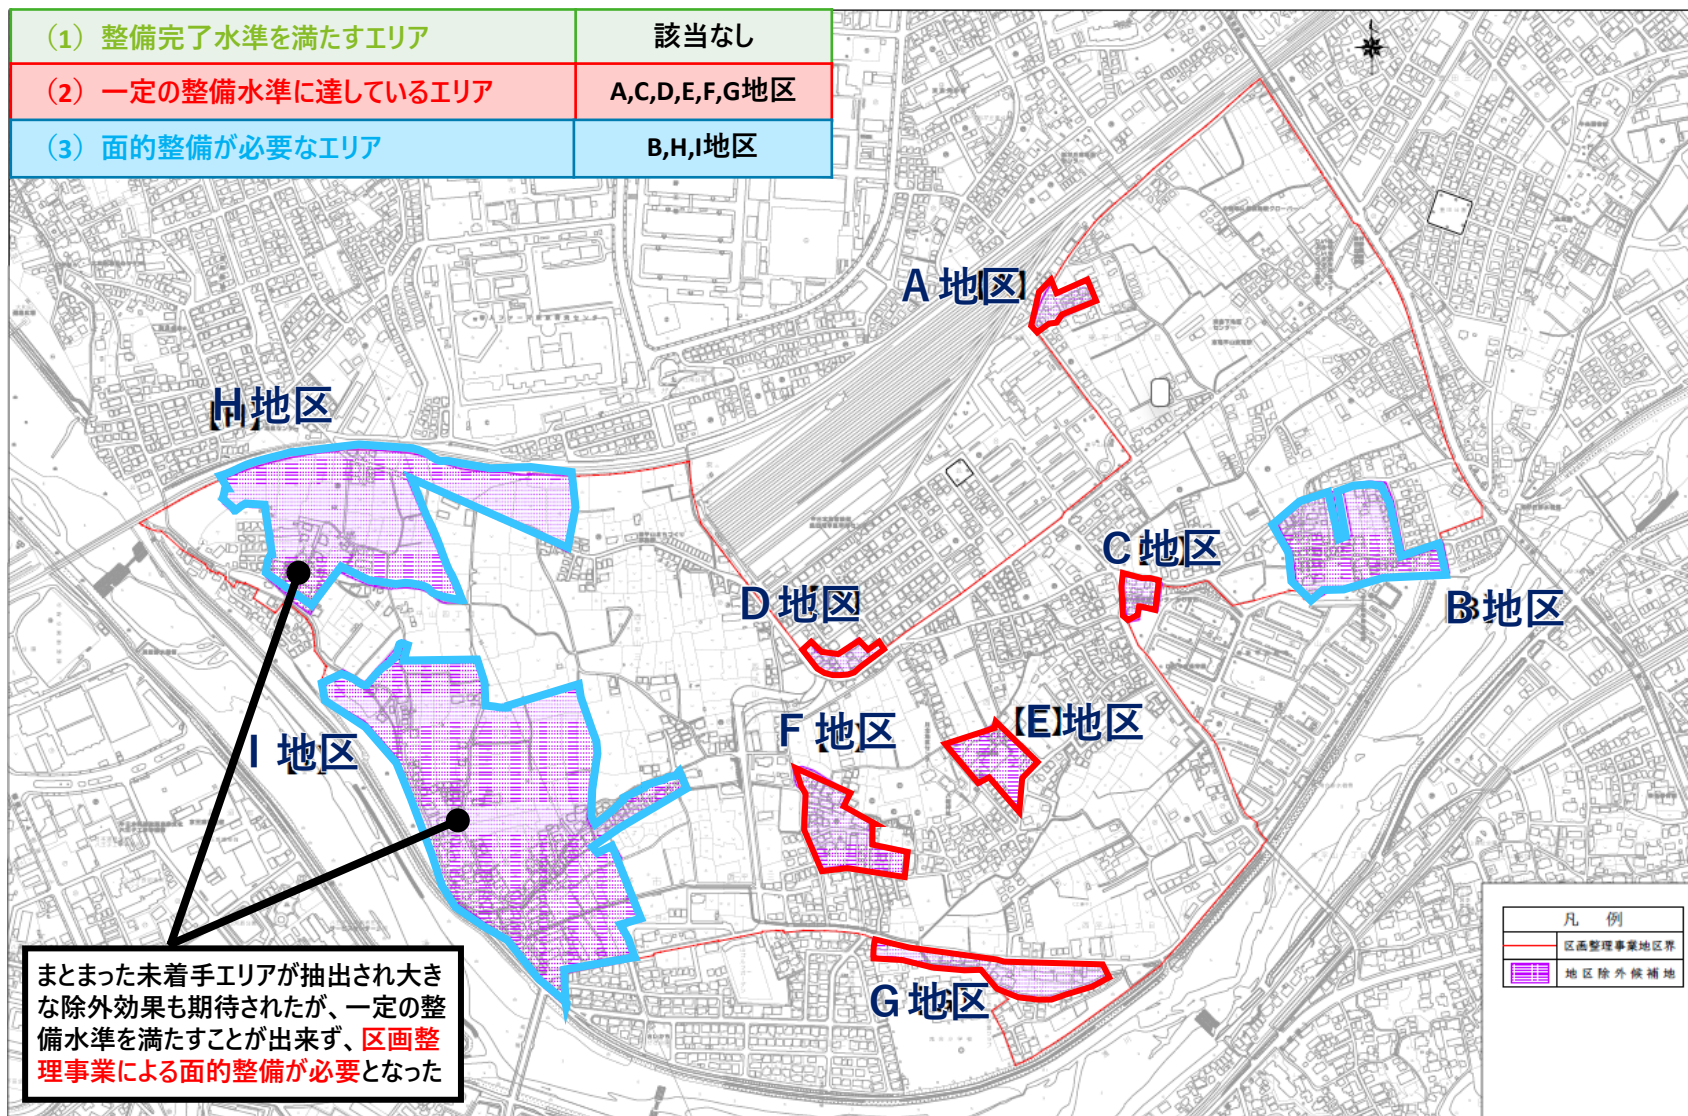 （1）整備完了水準を満たすエリア 該当なし
（2）一定の整備水準に達しているエリア A,C,D,E,F,G地区
（3）面的整備が必要なエリア B,H,I地区
A地区
H地区
C地区
B地区
D地区
【E】地区
F地区
I地区
G地区
まとまった未着手エリアが抽出され大き
な除外効果も期待されたが、一定の整
備水準を満たすことが出来ず、区画整
理事業による面的整備が必要となった
凡 例
区画整理事業地区界
地区除外候補地